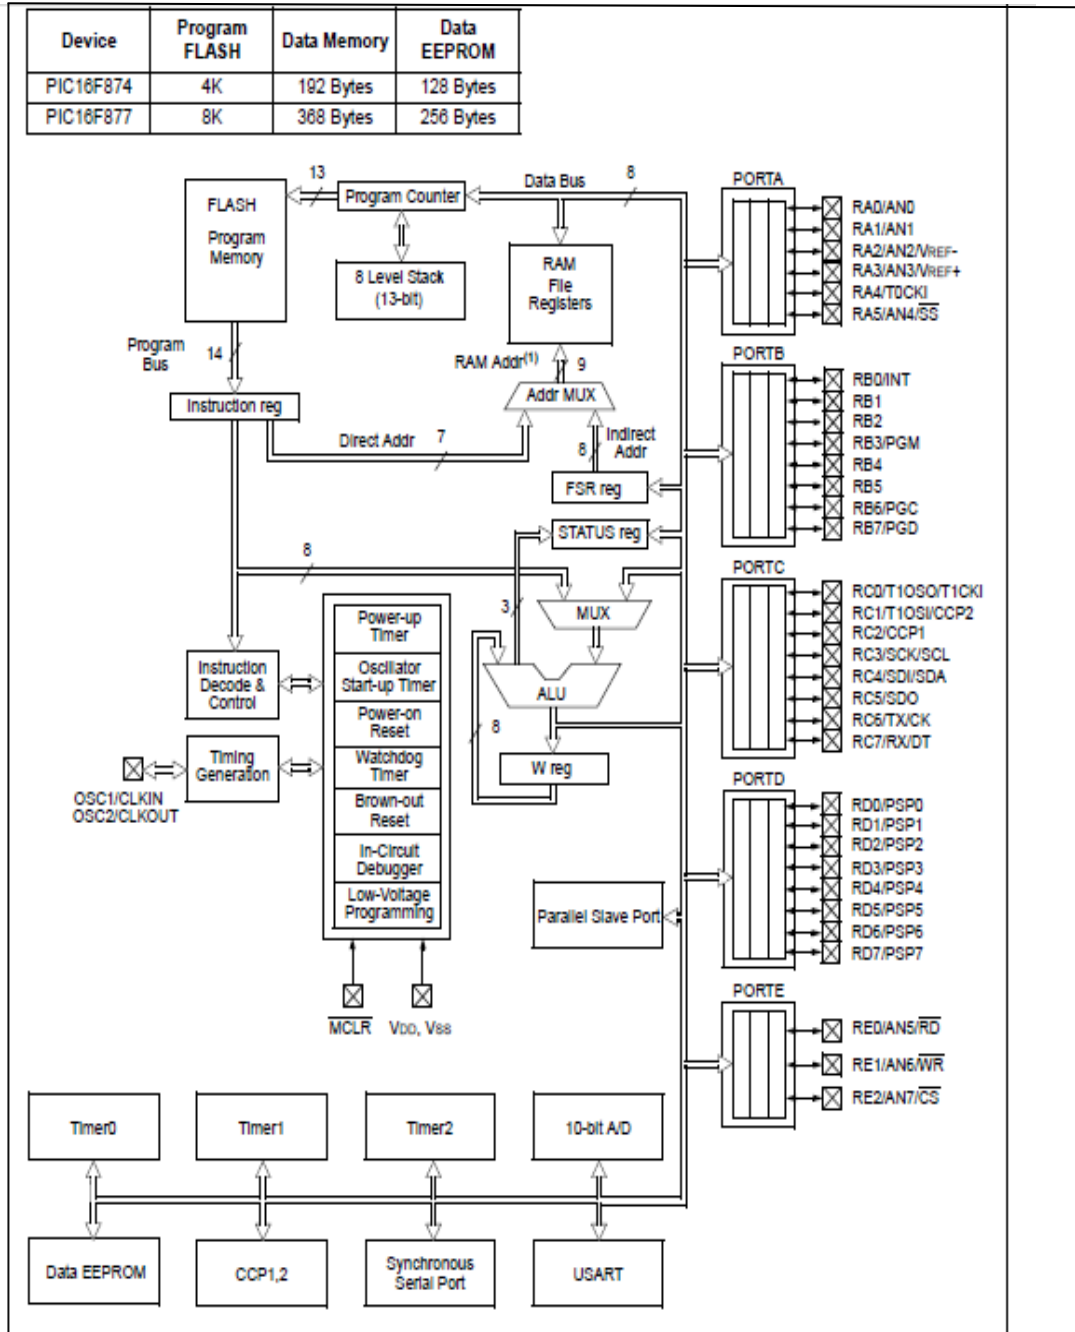 Device Program FLASH Data Memory Data EEPROM
PIC16F874 4K 192 Bytes 128 Bytes
PIC16F877 8K 368 Bytes 256 Bytes
FLASH
Program
Memory
13
Program Counter
Data Bus
8
8 Level Stack
(13-bit)
RAM
File
Registers
Program
Bus
14
RAM Addr(1)
9
Addr MUX
Instruction reg
Direct Addr
7
8
Indirect
Addr
FSR reg
STATUS reg
8
3
MUX
ALU
8
W reg
Instruction
Decode &
Control
Timing
Generation
OSC1/CLKIN
OSC2/CLKOUT
Power-up
Timer
Oscillator
Start-up Timer
Power-on
Reset
Watchdog
Timer
Brown-out
Reset
In-Circuit
Debugger
Low-Voltage
Programming
MCLR
VDD, VSS
Parallel Slave Port
PORTA
RA0/AN0
RA1/AN1
RA2/AN2/VREF-
RA3/AN3/VREF+
RA4/T0CKI
RA5/AN4/SS
PORTB
RB0/INT
RB1
RB2
RB3/PGM
RB4
RB5
RB6/PGC
RB7/PGD
PORTC
RC0/T1OSO/T1CKI
RC1/T1OSI/CCP2
RC2/CCP1
RC3/SCK/SCL
RC4/SDI/SDA
RC5/SDO
RC6/TX/CK
RC7/RX/DT
PORTD
RD0/PSP0
RD1/PSP1
RD2/PSP2
RD3/PSP3
RD4/PSP4
RD5/PSP5
RD6/PSP6
RD7/PSP7
PORTE
RE0/AN5/RD
RE1/AN6/WR
RE2/AN7/CS
Timer0
Timer1
Timer2
10-bit A/D
Data EEPROM
CCP1,2
Synchronous
Serial Port
USART